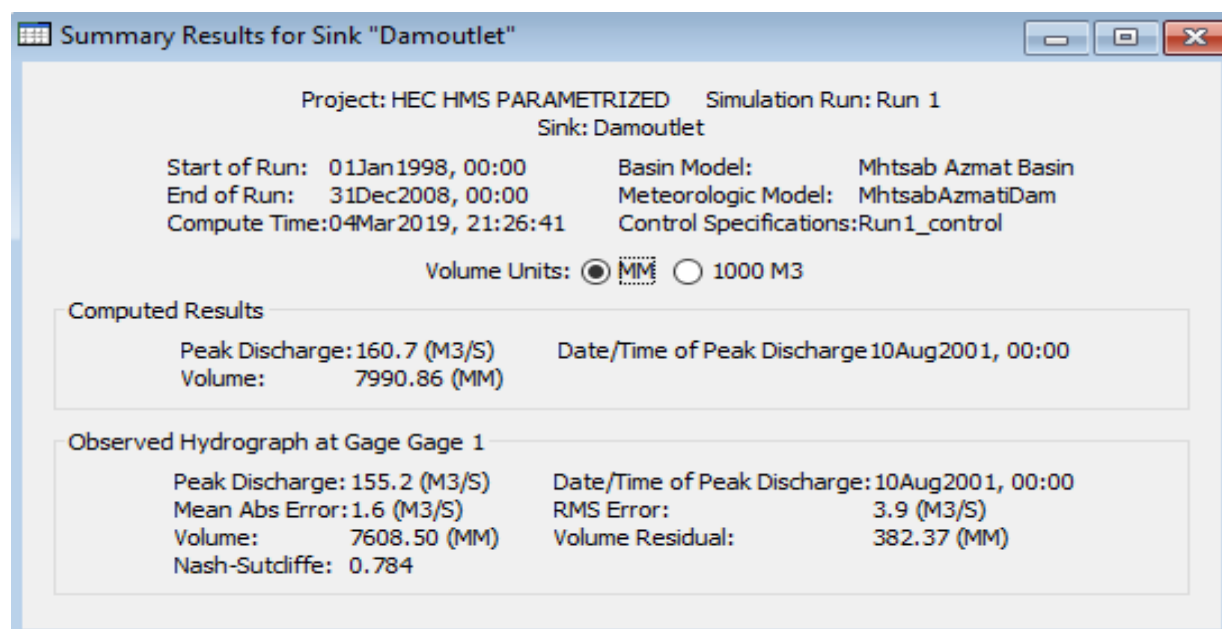 Summary Results for Sink "Damoutlet"
Project: HEC HMS PARAMETRIZED Simulation Run: Run 1
Sink: Damoutlet
Start of Run: 01Jan1998, 00:00 Basin Model: Mhtsab Azmat Basin
End of Run: 31Dec2008, 00:00 Meteorologic Model: MhtsabAzmatiDam
Compute Time:04Mar2019, 21:26:41 Control Specifications:Run1_control
Volume Units: MM 1000 M3
Computed Results
Peak Discharge:160.7 (M3/S) Date/Time of Peak Discharge10Aug2001, 00:00
Volume: 7990.86 (MM)
Observed Hydrograph at Gage Gage 1
Peak Discharge:155.2 (M3/S) Date/Time of Peak Discharge:10Aug2001, 00:00
Mean Abs Error:1.6 (M3/S) RMS Error: 3.9 (M3/S)
Volume: 7608.50 (MM) Volume Residual: 382.37 (MM)
Nash-Sutcliffe: 0.784